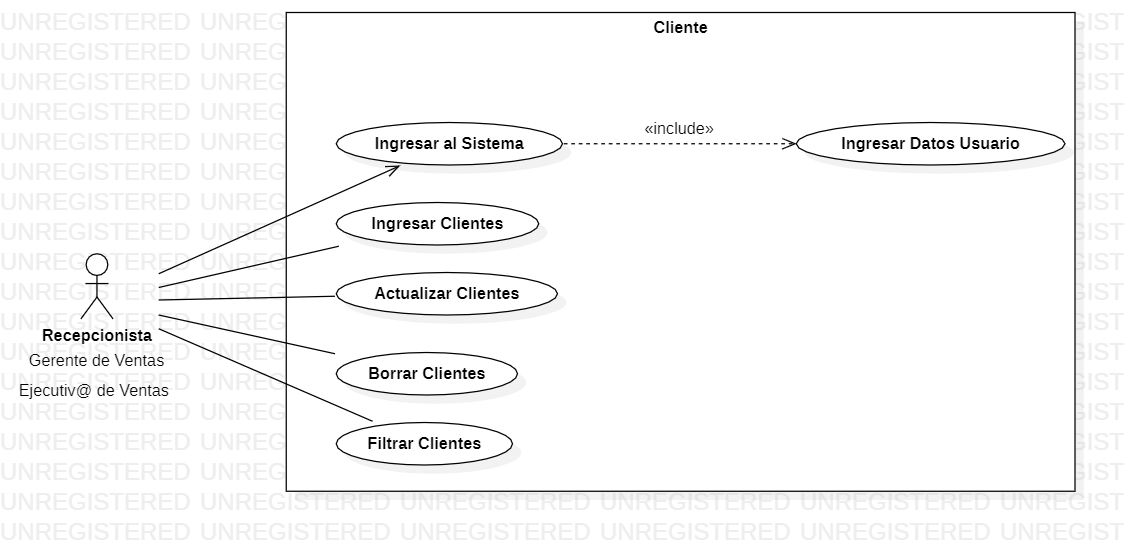 Cliente
«include»
Ingresar al Sistema
Ingresar Datos Usuario
Ingresar Clientes
Actualizar Clientes
Recepcionista
Gerente de Ventas
Ejecutiv@ de Ventas
Borrar Clientes
Filtrar Clientes
UNREGISTERED UNREGISTERED UNREGISTERED UNREGISTERED UNREGISTERED UNREGIST